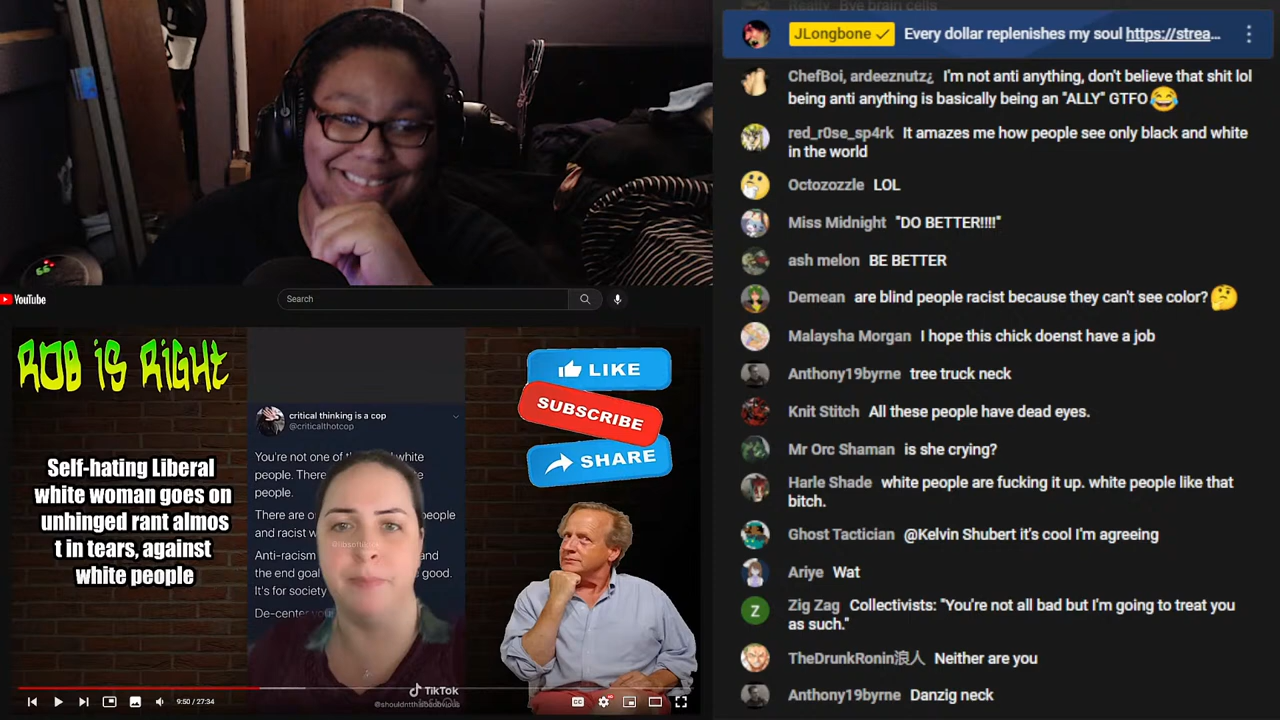 Really Bye brain cells
JLongbone ✓ Every dollar replenishes my soul https://strea...
ChefBoi, ardeeznutz¿ I'm not anti anything, don't believe that shit lol
being anti anything is basically being an "ALLY" GTFO😂
red_r0se_sp4rk It amazes me how people see only black and white
in the world
Octozozzle LOL
Miss Midnight "DO BETTER!!!!"
ash melon BE BETTER
Demean are blind people racist because they can't see color?🤔
Malaysha Morgan I hope this chick doenst have a job
Anthony19byrne tree truck neck
Knit Stitch All these people have dead eyes.
Mr Orc Shaman is she crying?
Harle Shade white people are fucking it up. white people like that
bitch.
Ghost Tactician @Kelvin Shubert it's cool I'm agreeing
Ariye Wat
Z
Zig Zag Collectivists: "You're not all bad but I'm going to treat you
as such."
TheDrunkRonin浪人 Neither are you
Anthony19byrne Danzig neck
YouTube
Search
ROB iS RiGHT
Self-hating Liberal
white woman goes on
unhinged rant almos
t in tears, against
white people
critical thinking is a cop
@criticalthotcop
You're not one of white
people. There
people.
There are people
and racist
Anti-racism and
the end goal good.
It's for society
De-center
LIKE
SUBSCRIBE
SHARE
TikTok
9:50 / 27:34
CC